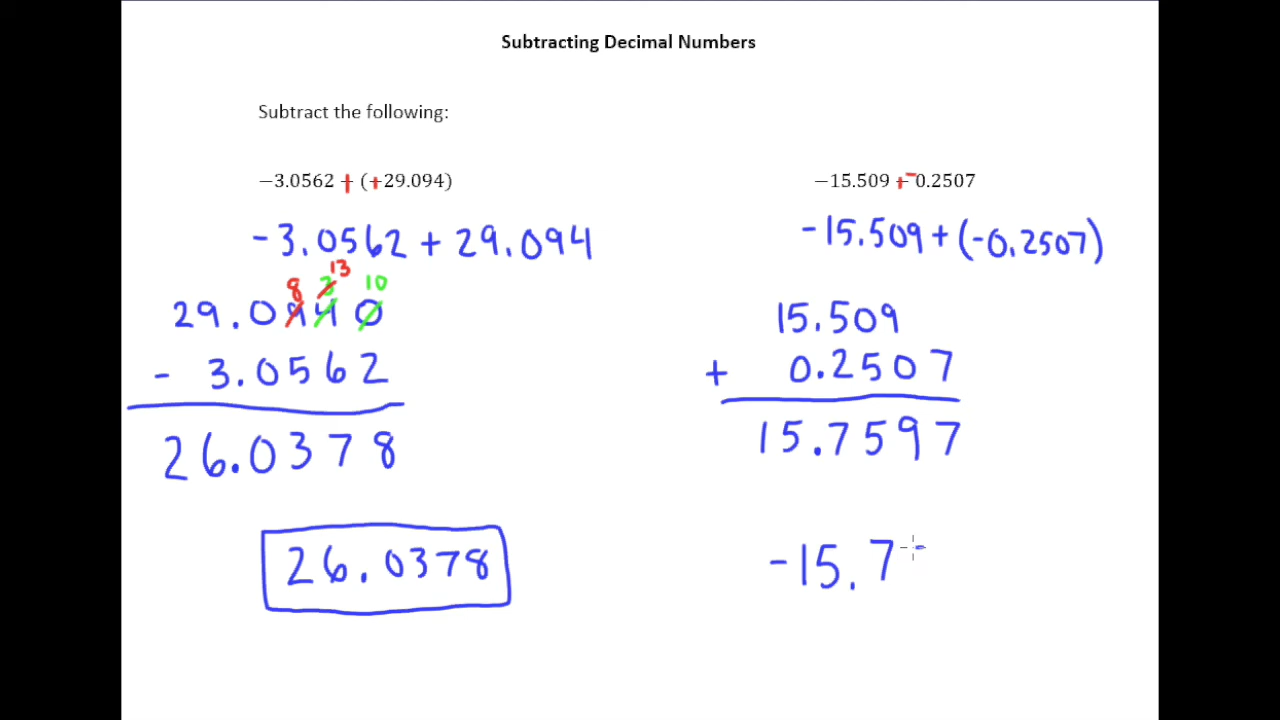 Subtracting Decimal Numbers
Subtract the following:
−3.0562 + (+29.094)
-3.0562 + 29.094
8 3 13 10
29.0940
- 3.0562
26.0378
26.0378
−15.509 + -0.2507
-15.509 + (-0.2507)
15.509
+ 0.2507
15.7597
-15.7